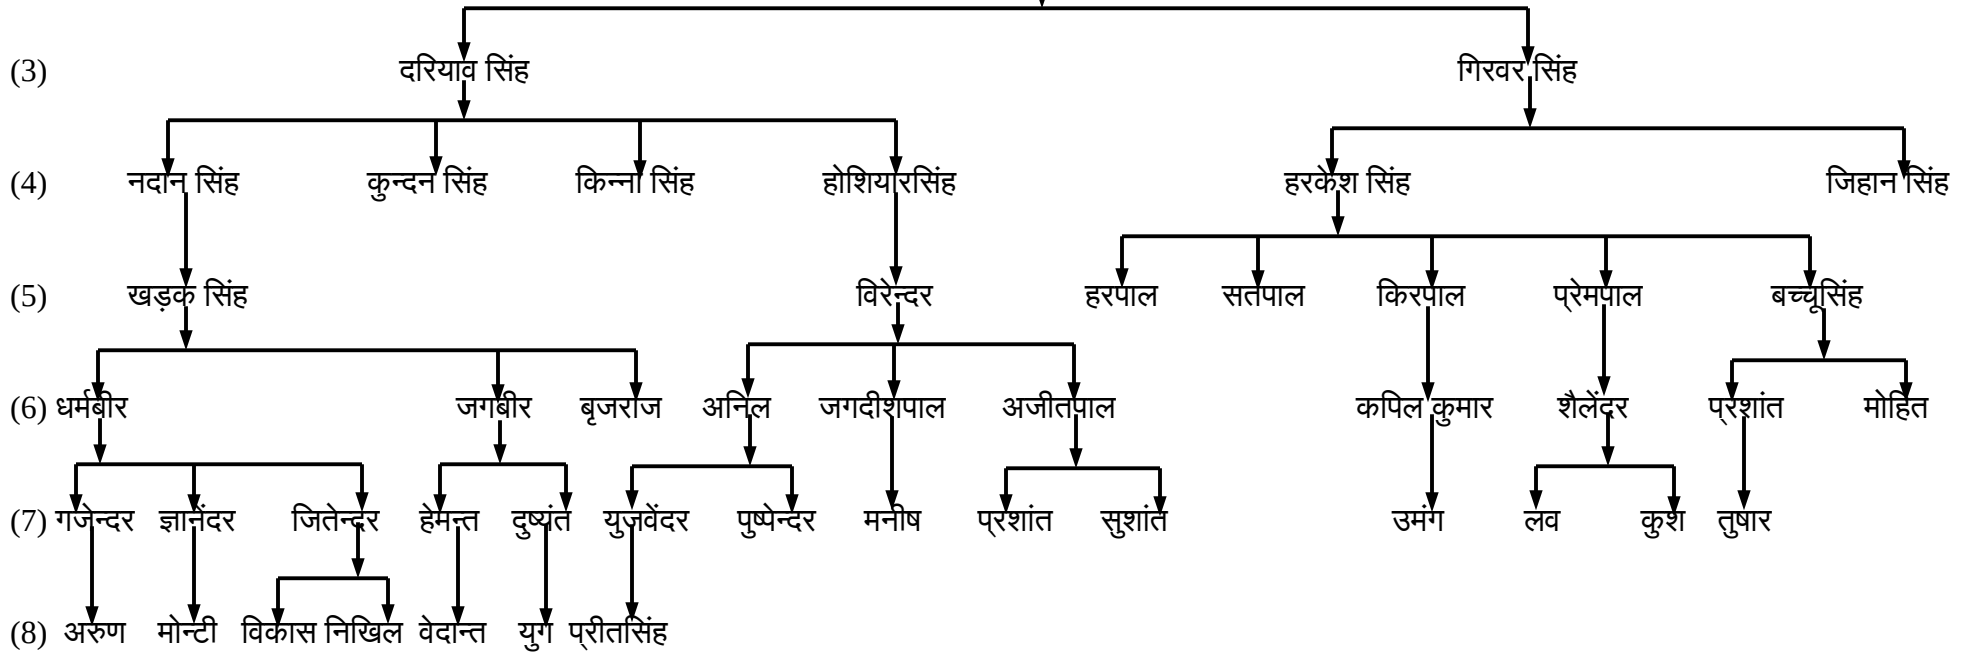 (3) दरियाव सिंह गिरवर सिंह
(4) नदान सिंह कुन्दन सिंह किन्नी सिंह होशियारसिंह हरकेश सिंह जिहान सिंह
(5) खड़क सिंह विरेन्दर हरपाल सतपाल किरपाल प्रेमपाल बच्चूसिंह
(6) धर्मबीर जगबीर बृजराज अनिल जगदीशपाल अजीतपाल कपिल कुमार शैलेंद्र प्रशांत मोहित
(7) गजेन्दर ज्ञानेंदर जितेन्दर हेमन्त दुष्यंत युजवेंदर पुष्पेन्दर मनीष प्रशांत सुशांत उमंग लव कुश तुषार
(8) अरुण मोन्टी विकास निखिल वेदान्त युग प्रीतसिंह